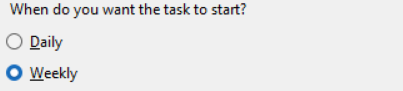 When do you want the task to start?
Daily
Weekly